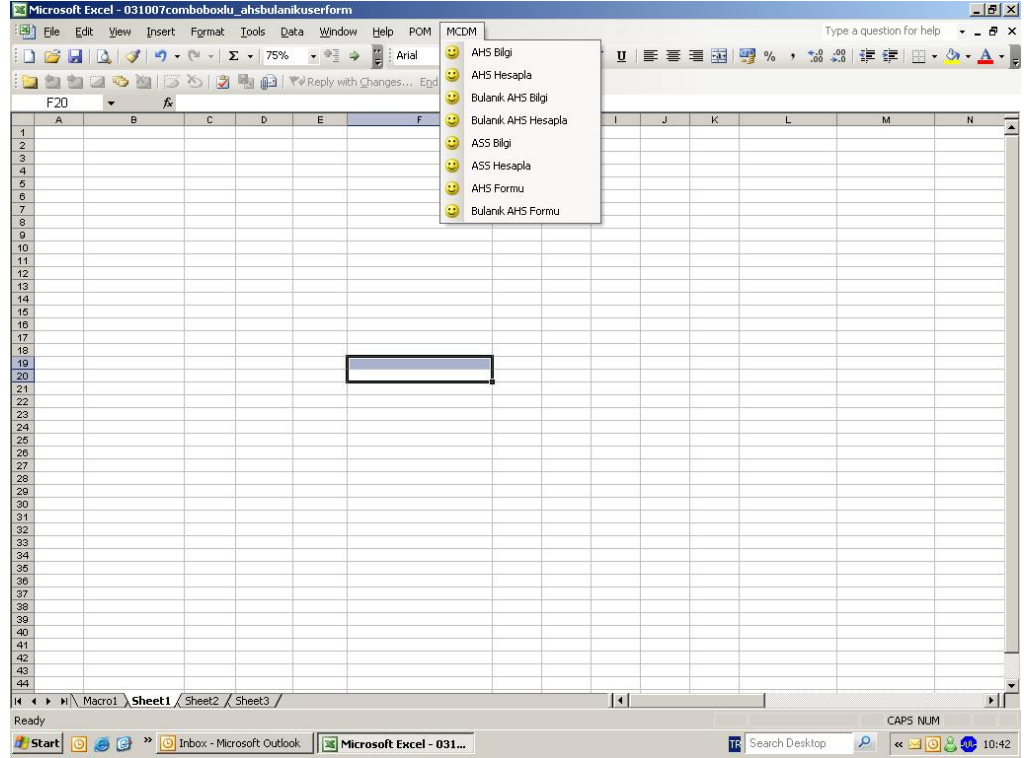 Microsoft Excel - 031007comboboxlu_ahsbulanikuserform
File Edit View Insert Format Tools Data Window Help POM MCDM Type a question for help
Σ 75% Arial U % ,
Reply with Changes... End
F20 fx
A B C D E F I J K L M N
AHS Bilgi
AHS Hesapla
Bulanık AHS Bilgi
Bulanık AHS Hesapla
ASS Bilgi
ASS Hesapla
AHS Formu
Bulanık AHS Formu
1
2
3
4
5
6
7
8
9
10
11
12
13
14
15
16
17
18
19
20
21
22
23
24
25
26
27
28
29
30
31
32
33
34
35
36
37
38
39
40
41
42
43
44
Macro1 Sheet1 Sheet2 Sheet3
Ready CAPS NUM
Start » Inbox - Microsoft Outlook Microsoft Excel - 031... TR Search Desktop « 10:42